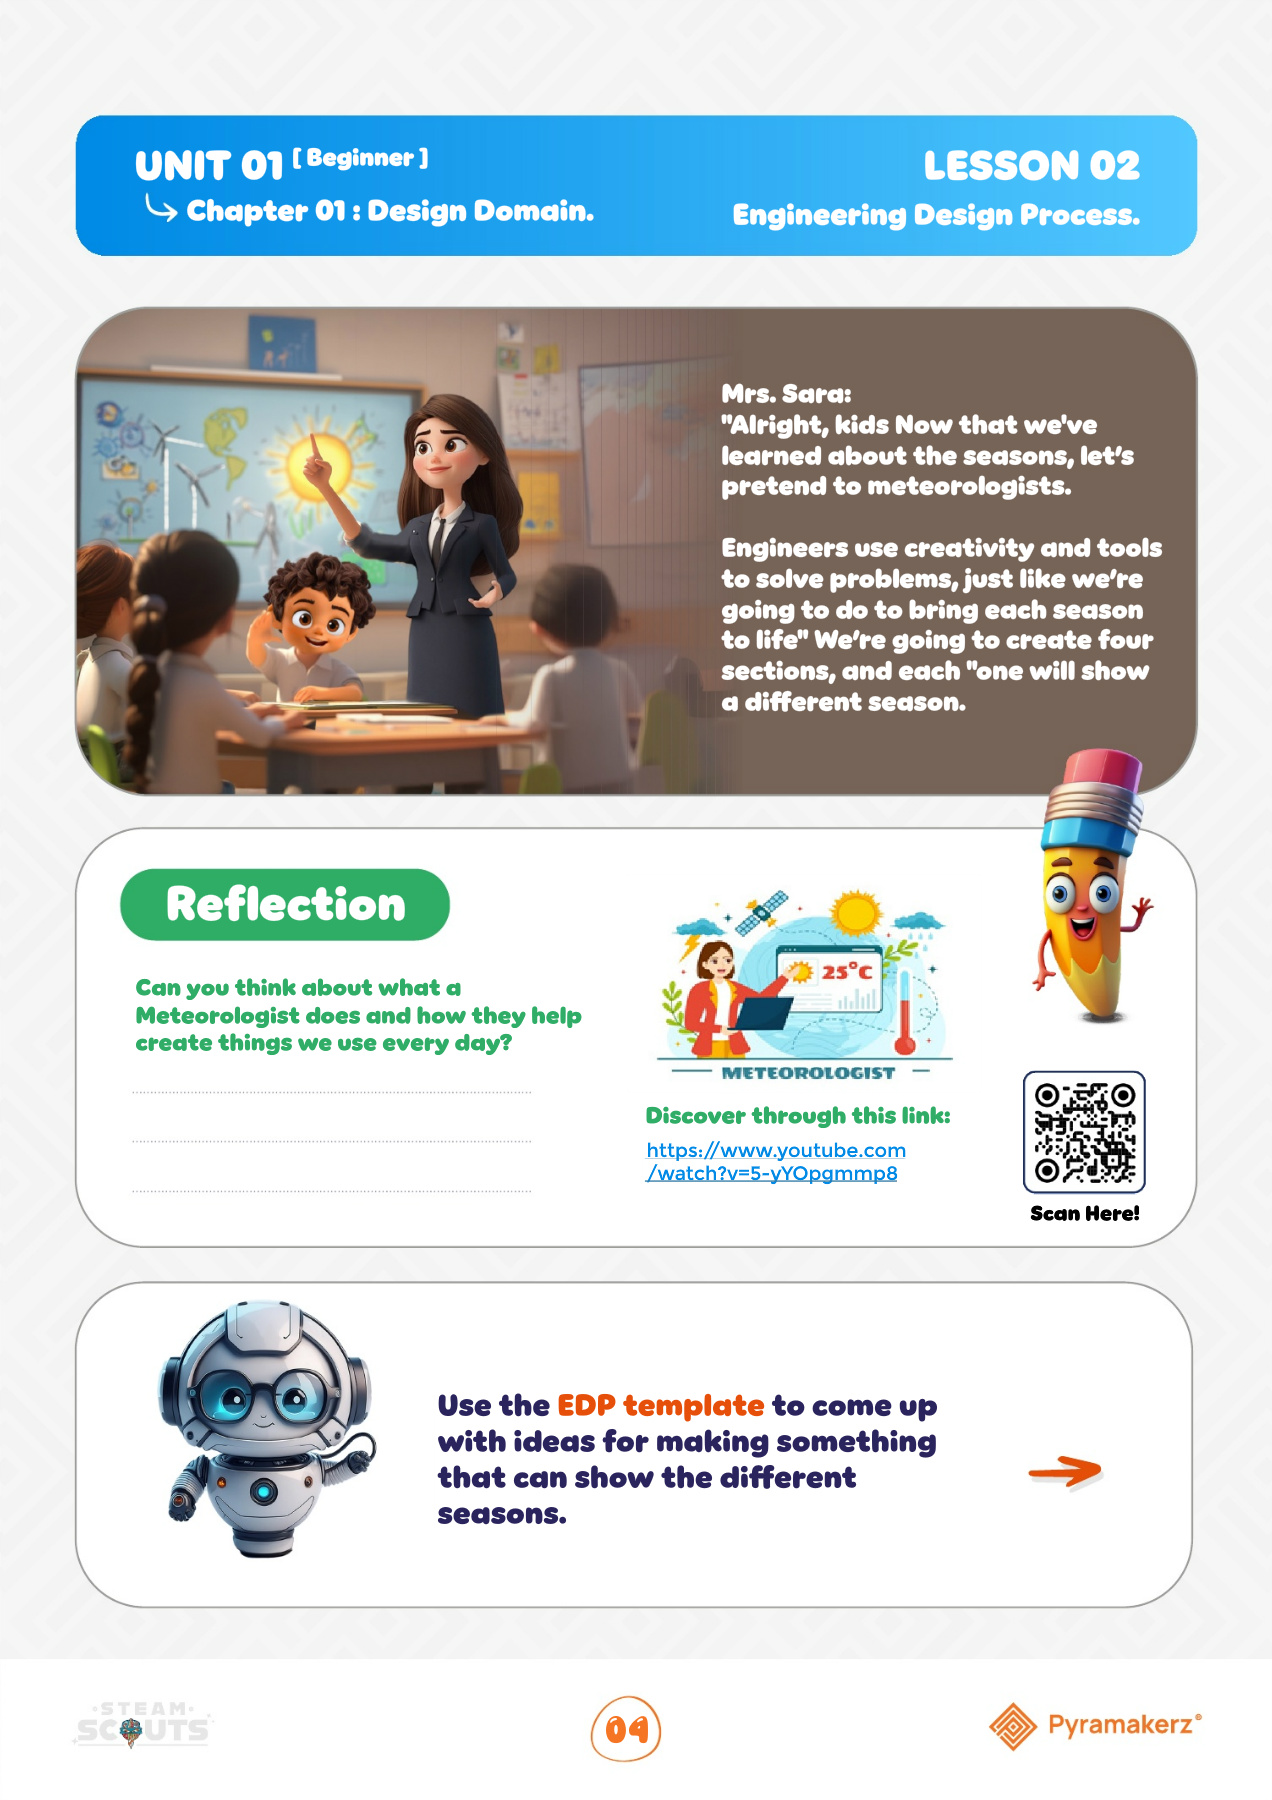 UNIT 01 [ Beginner ]
Chapter 01 : Design Domain.
LESSON 02
Engineering Design Process.
Mrs. Sara:
"Alright, kids Now that we've
learned about the seasons, let's
pretend to meteorologists.
Engineers use creativity and tools
to solve problems, just like we're
going to do to bring each season
to life" We're going to create four
sections, and each "one will show
a different season.
Reflection
Can you think about what a
Meteorologist does and how they help
create things we use every day?
25°C
METEOROLOGIST
Discover through this link:
https://www.youtube.com
/watch?v=5-yYOpgmmp8
Scan Here!
Use the EDP template to come up
with ideas for making something
that can show the different
seasons.
STEAM
SCOUTS
04
Pyramakerz®